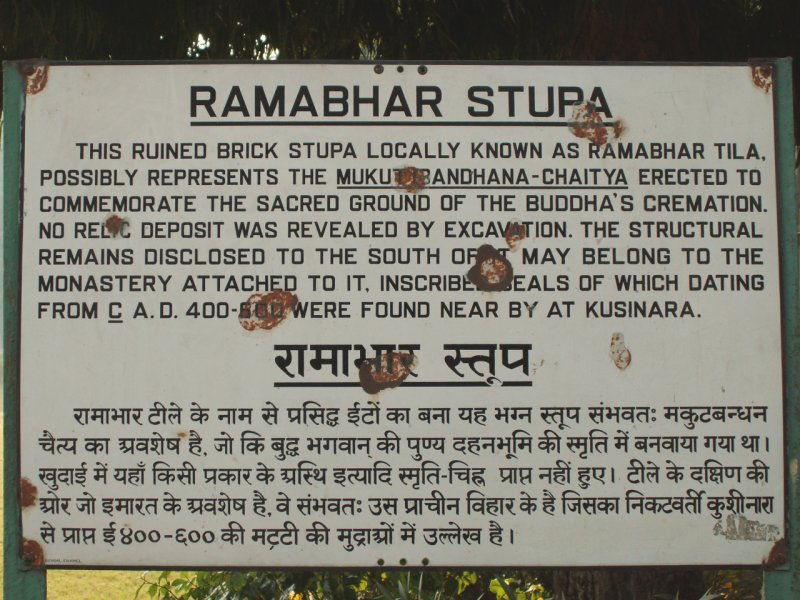 RAMABHAR STUPA
THIS RUINED BRICK STUPA LOCALLY KNOWN AS RAMABHAR TILA,
POSSIBLY REPRESENTS THE MUKUTABANDHANA-CHAITYA ERECTED TO
COMMEMORATE THE SACRED GROUND OF THE BUDDHA'S CREMATION.
NO RELIC DEPOSIT WAS REVEALED BY EXCAVATION. THE STRUCTURAL
REMAINS DISCLOSED TO THE SOUTH OF IT MAY BELONG TO THE
MONASTERY ATTACHED TO IT, INSCRIBED SEALS OF WHICH DATING
FROM C A.D. 400-600 WERE FOUND NEAR BY AT KUSINARA.
रामाभार स्तूप
रामाभार टीले के नाम से प्रसिद्ध ईटों का बना यह भग्न स्तूप संभवतः मकुटबन्धन
चैत्य का अवशेष है, जो कि बुद्ध भगवान् की पुण्य दहनभूमि की स्मृति में बनवाया गया था।
खुदाई में यहाँ किसी प्रकार के अस्थि इत्यादि स्मृति-चिह्न प्राप्त नहीं हुए। टीले के दक्षिण की
ओर जो इमारत के अवशेष है, वे संभवतः उस प्राचीन विहार के है जिसका निकटवर्ती कुशीनारा
से प्राप्त ई ४००-६०० की मट्टी की मुद्राओं में उल्लेख है।